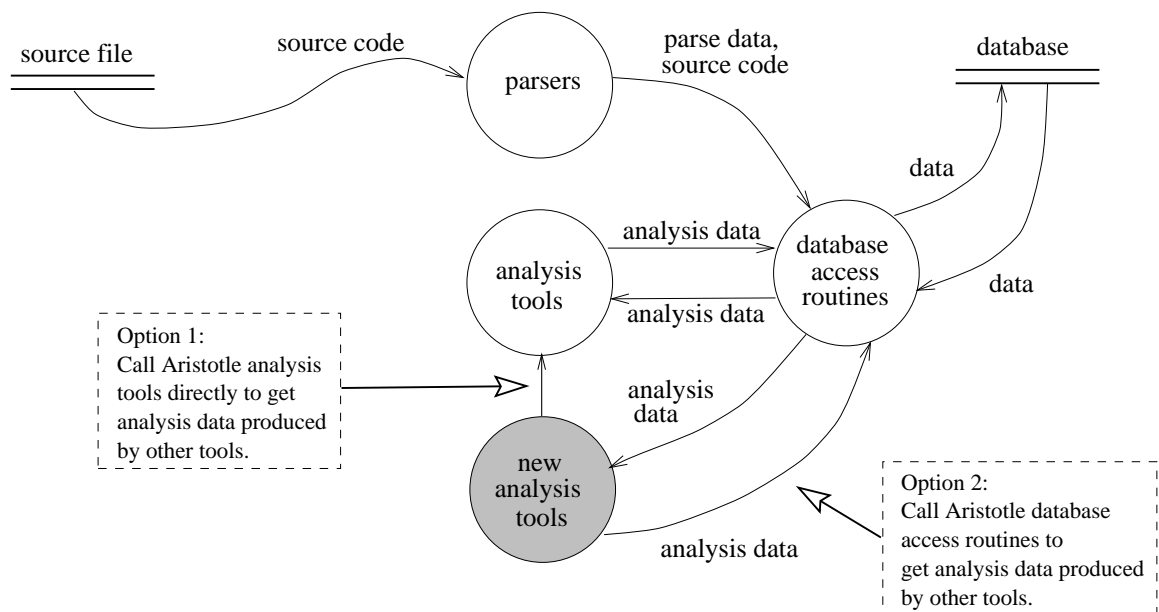 source file
source code
parsers
parse data,
source code
database
data
data
analysis data
analysis
tools
analysis data
database
access
routines
Option 1:
Call Aristotle analysis
tools directly to get
analysis data produced
by other tools.
analysis
data
new
analysis
tools
analysis data
Option 2:
Call Aristotle database
access routines to
get analysis data produced
by other tools.